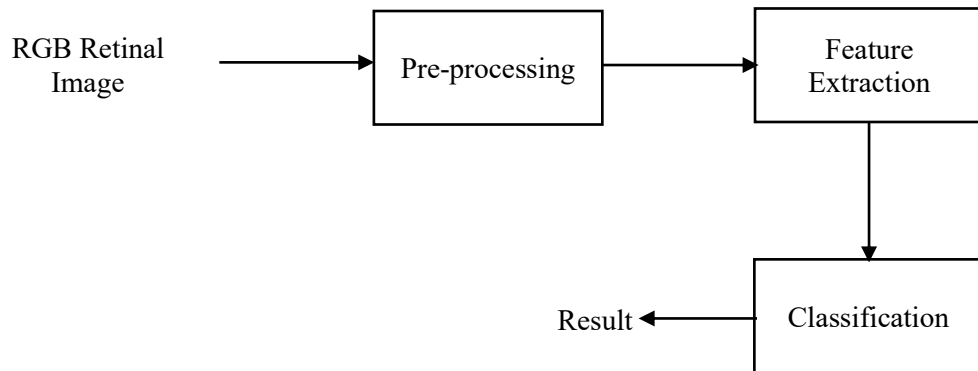 RGB Retinal
Image
Pre-processing
Feature
Extraction
Classification
Result